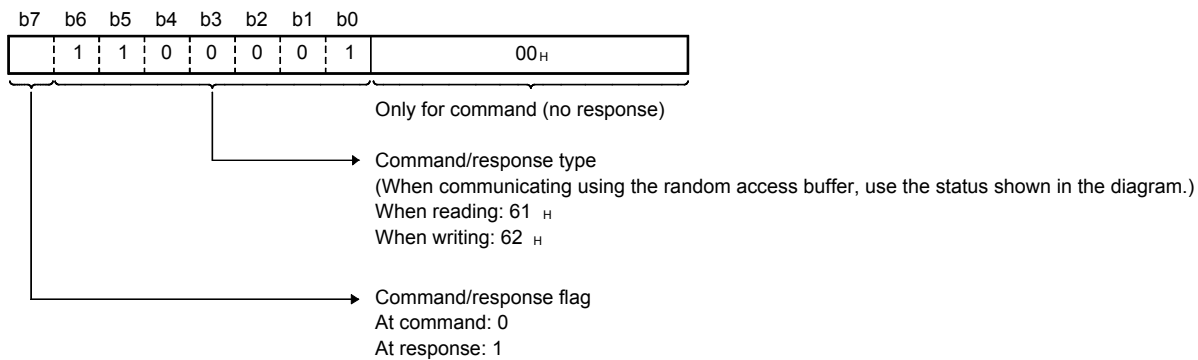 b7 b6 b5 b4 b3 b2 b1 b0
1 1 0 0 0 0 1 00 H
Only for command (no response)
Command/response type
(When communicating using the random access buffer, use the status shown in the diagram.)
When reading: 61 H
When writing: 62 H
Command/response flag
At command: 0
At response: 1